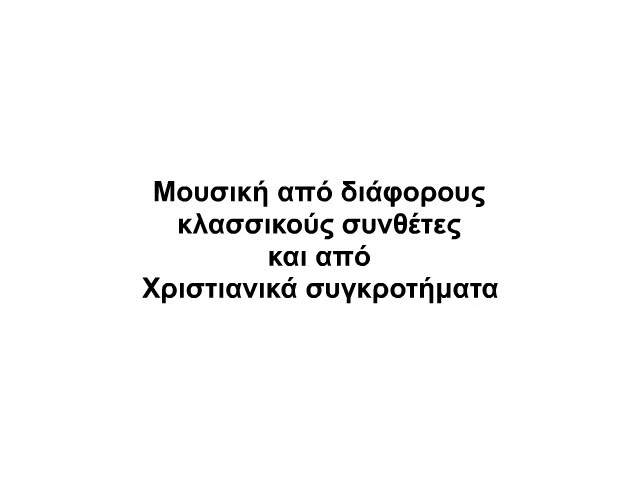 Μουσική από διάφορους
κλασσικούς συνθέτες
και από
Χριστιανικά συγκροτήματα